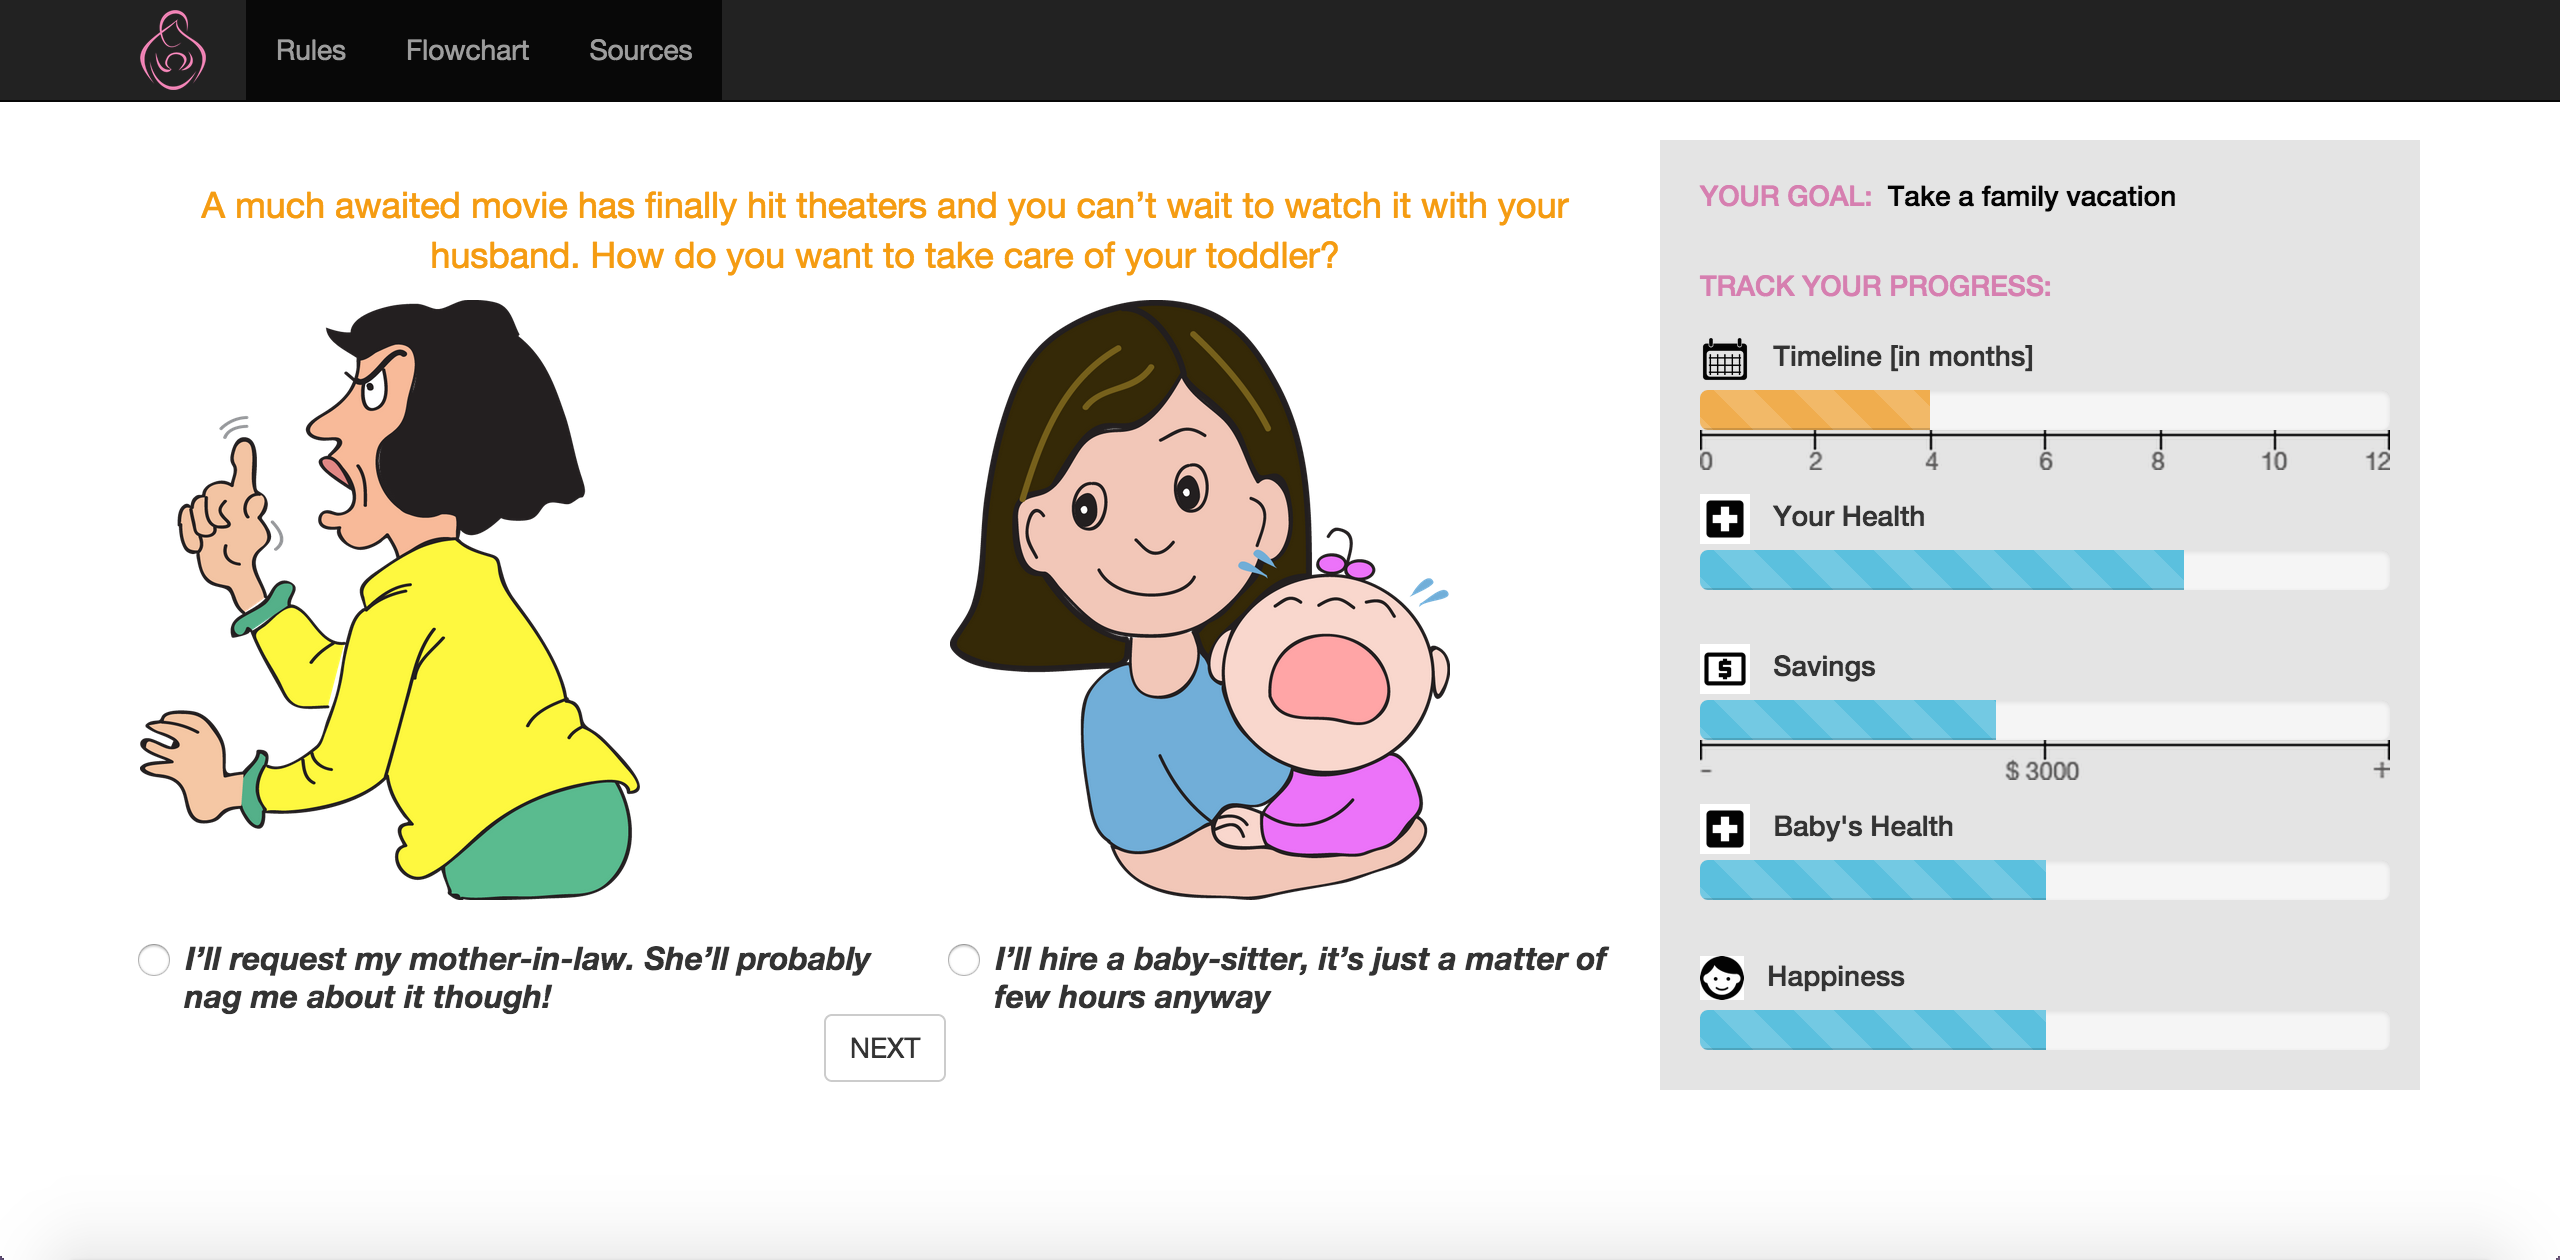 Rules Flowchart Sources
A much awaited movie has finally hit theaters and you can’t wait to watch it with your
husband. How do you want to take care of your toddler?
I’ll request my mother-in-law. She’ll probably
nag me about it though!
I’ll hire a baby-sitter, it’s just a matter of
few hours anyway
NEXT
YOUR GOAL: Take a family vacation
TRACK YOUR PROGRESS:
Timeline [in months]
0 2 4 6 8 10 12
Your Health
$ Savings
- $ 3000 +
Baby's Health
Happiness